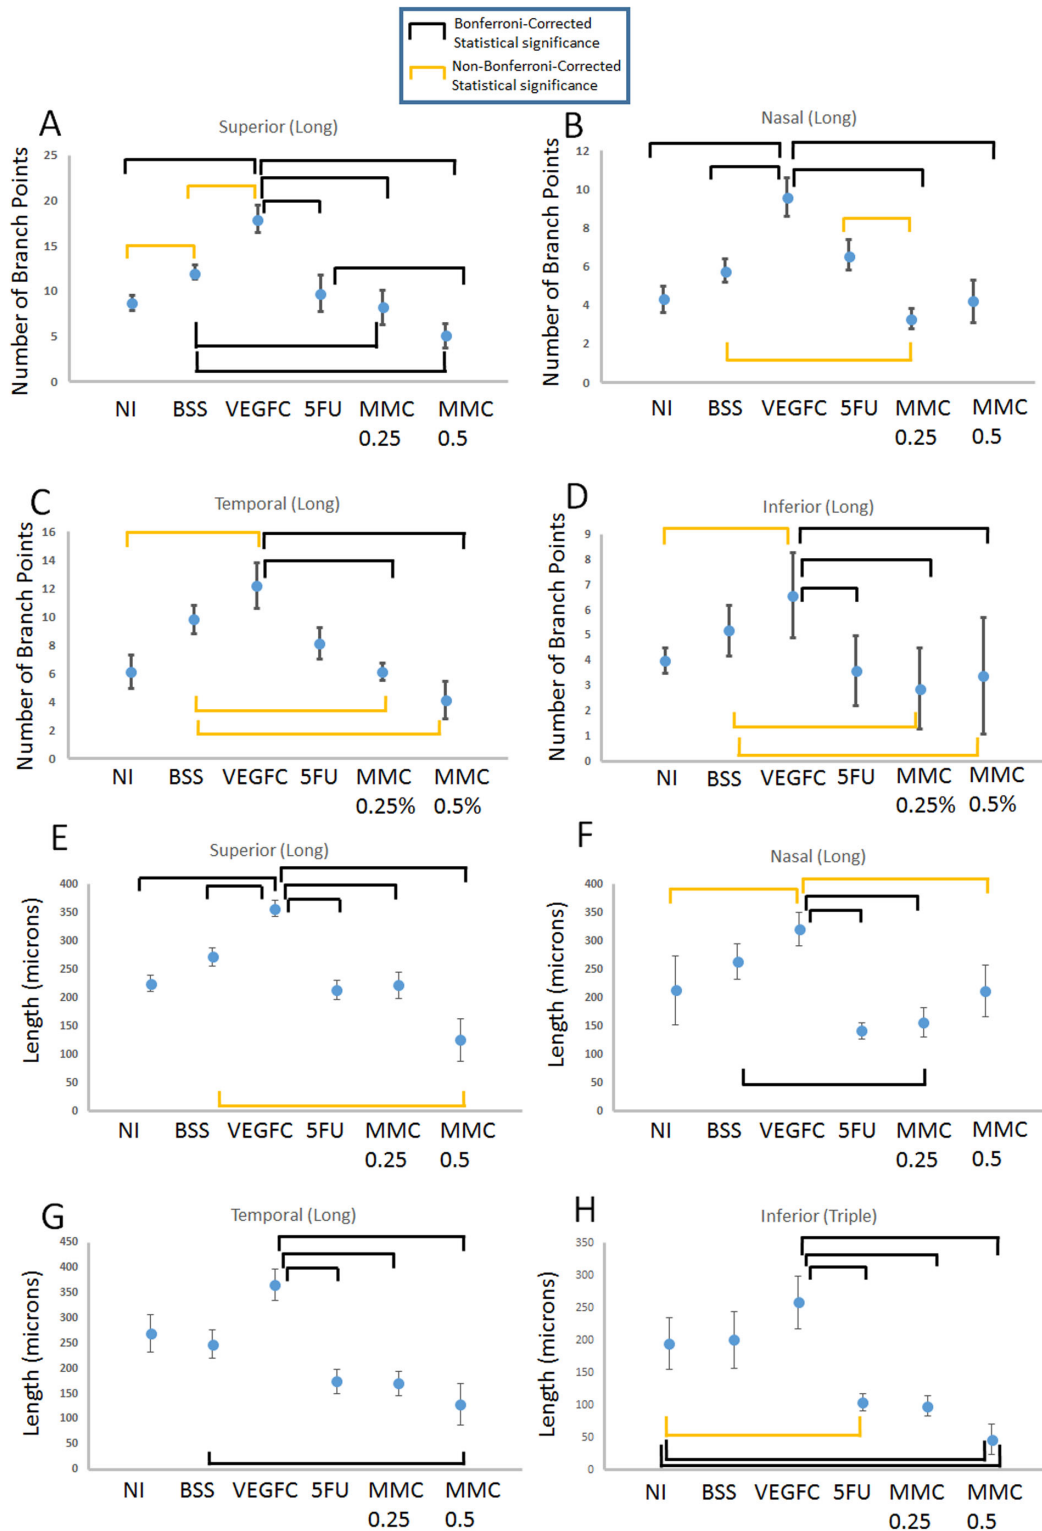 Bonferroni-Corrected
Statistical significance
Non-Bonferroni-Corrected
Statistical significance
A
Superior (Long)
Number of Branch Points
25
20
15
10
5
0
NI BSS VEGFC 5FU MMC MMC
0.25 0.5
B
Nasal (Long)
Number of Branch Points
12
10
8
6
4
2
0
NI BSS VEGFC 5FU MMC MMC
0.25 0.5
C
Temporal (Long)
Number of Branch Points
16
14
12
10
8
6
4
2
0
NI BSS VEGFC 5FU MMC MMC
0.25% 0.5%
D
Inferior (Long)
Number of Branch Points
9
8
7
6
5
4
3
2
1
0
NI BSS VEGFC 5FU MMC MMC
0.25% 0.5%
E
Superior (Long)
Length (microns)
400
350
300
250
200
150
100
50
0
NI BSS VEGFC 5FU MMC MMC
0.25 0.5
F
Nasal (Long)
Length (microns)
400
350
300
250
200
150
100
50
0
NI BSS VEGFC 5FU MMC MMC
0.25 0.5
G
Temporal (Long)
Length (microns)
450
400
350
300
250
200
150
100
50
0
NI BSS VEGFC 5FU MMC MMC
0.25 0.5
H
Inferior (Triple)
Length (microns)
350
300
250
200
150
100
50
0
NI BSS VEGFC 5FU MMC MMC
0.25 0.5